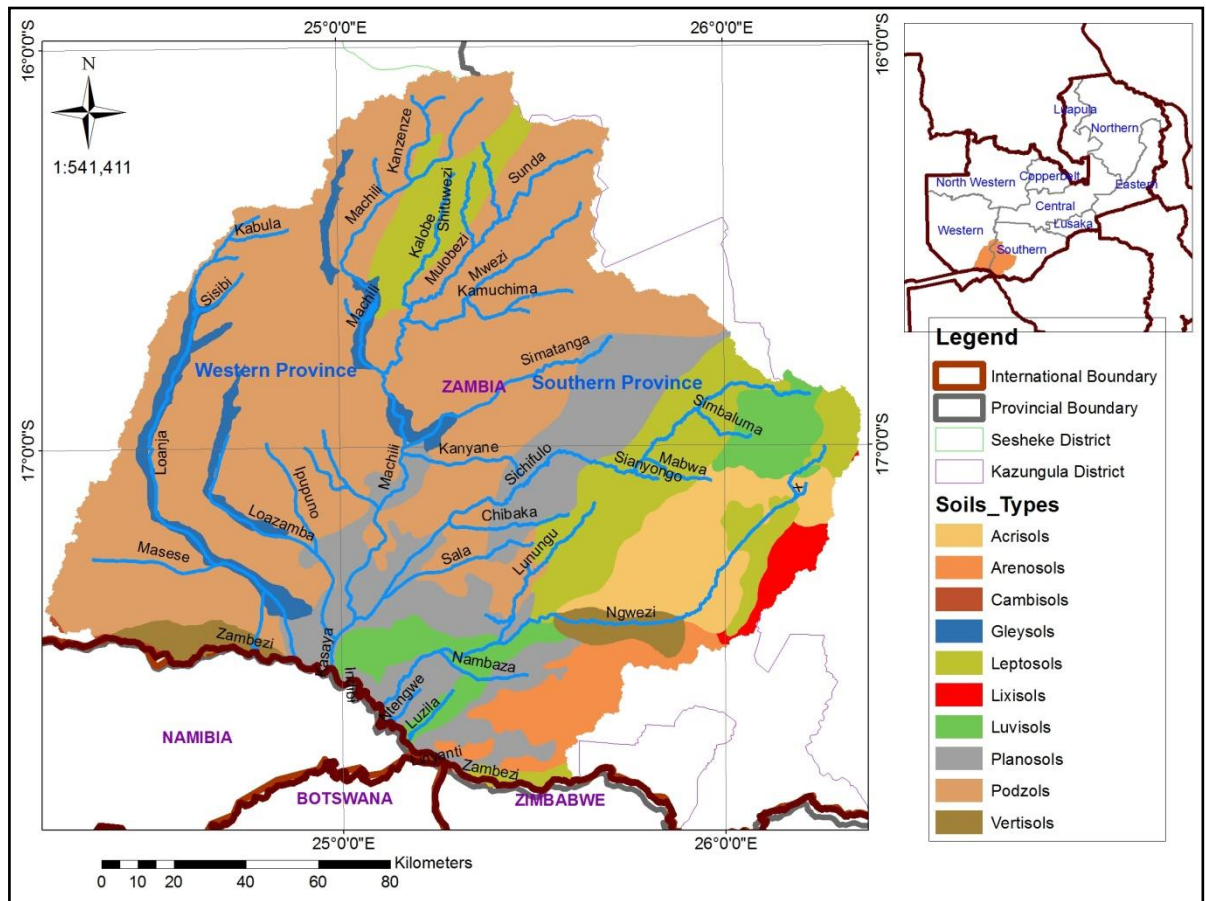 25°0'0"E
26°0'0"E
16°0'0"S
16°0'0"S
N
1:541,411
Kanzenze
Machili
Kalobe
Shituwezi
Sunda
Mulobezi
Mwezi
Kamuchima
Kabula
Sisibi
Machili
Western Province
ZAMBIA
Simatanga
Southern Province
Simbaluma
17°0'0"S
17°0'0"S
Loanja
Machili
Kanyane
Sichifulo
Sianyongo
Mabwa
X
Ipupuno
Loazamba
Chibaka
Masese
Sala
Lunungu
Ngwezi
Zambezi
Kasaya
Nambaza
Ntengwe
Luzila
Zambezi
NAMIBIA
BOTSWANA
ZIMBABWE
25°0'0"E
26°0'0"E
Kilometers
0 10 20 40 60 80
Luapula
Northern
Copperbelt
North Western
Eastern
Central
Lusaka
Western
Southern
Legend
International Boundary
Provincial Boundary
Sesheke District
Kazungula District
Soils_Types
Acrisols
Arenosols
Cambisols
Gleysols
Leptosols
Lixisols
Luvisols
Planosols
Podzols
Vertisols